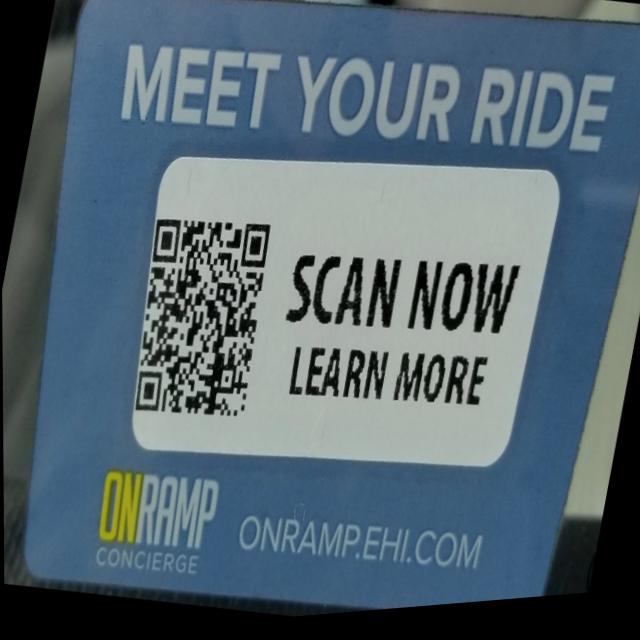 MEET YOUR RIDE
SCAN NOW
LEARN MORE
ONRAMP
CONCIERGE
ONRAMP.EHI.COM